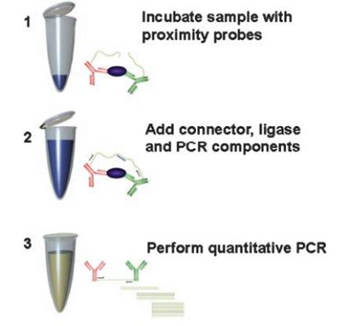 1 Incubate sample with
proximity probes
2 Add connector, ligase
and PCR components
3 Perform quantitative PCR